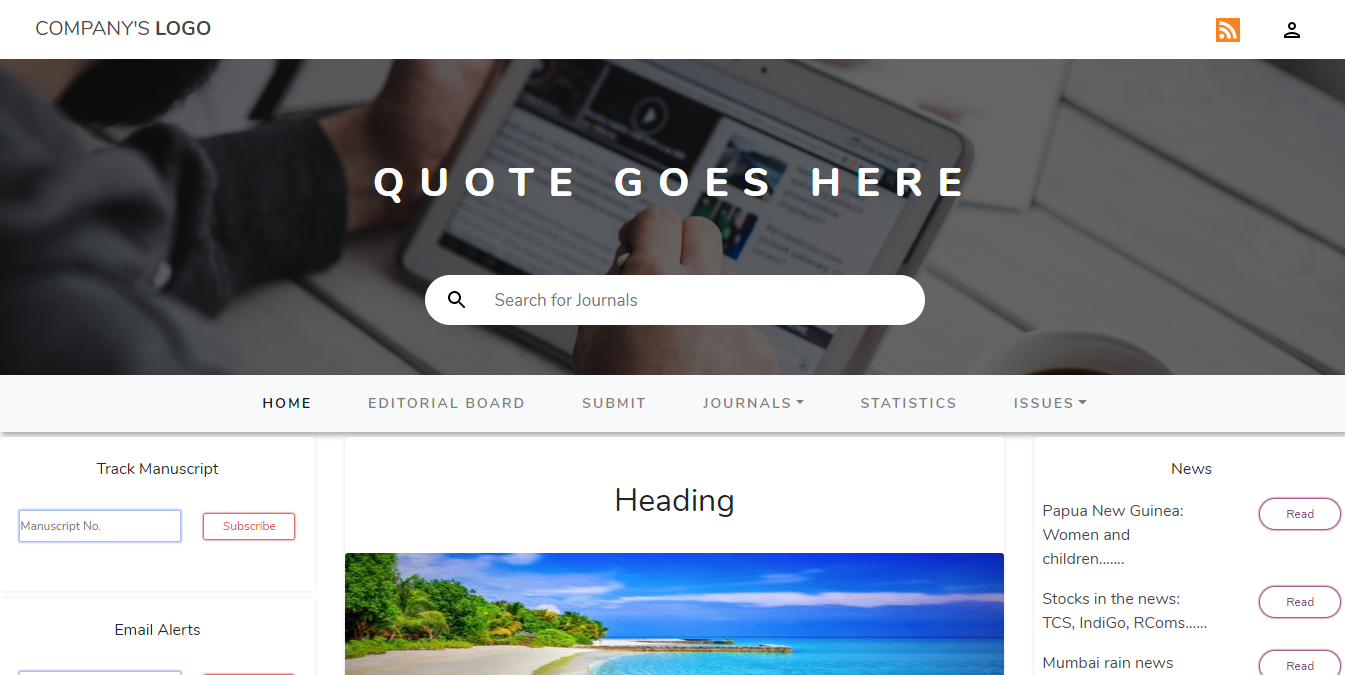 COMPANY'S LOGO
QUOTE GOES HERE
Search for Journals
HOME
EDITORIAL BOARD
SUBMIT
JOURNALS
STATISTICS
ISSUES
Track Manuscript
Manuscript No.
Subscribe
Email Alerts
Heading
News
Papua New Guinea:
Women and
children.......
Read
Stocks in the news:
TCS, IndiGo, RComs......
Read
Mumbai rain news
Read